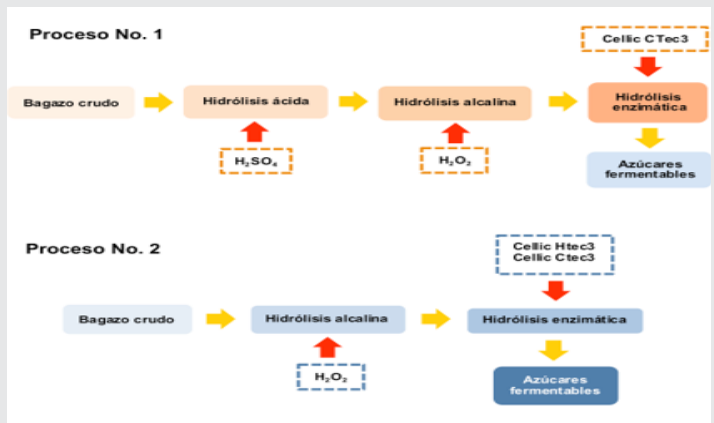 Proceso No. 1
Cellic CTec3
Bagazo crudo
Hidrólisis ácida
Hidrólisis alcalina
Hidrólisis
enzimática
H₂SO₄
H₂O₂
Azúcares
fermentables
Proceso No. 2
Cellic Htec3
Cellic Ctec3
Bagazo crudo
Hidrólisis alcalina
Hidrólisis enzimática
H₂O₂
Azúcares
fermentables